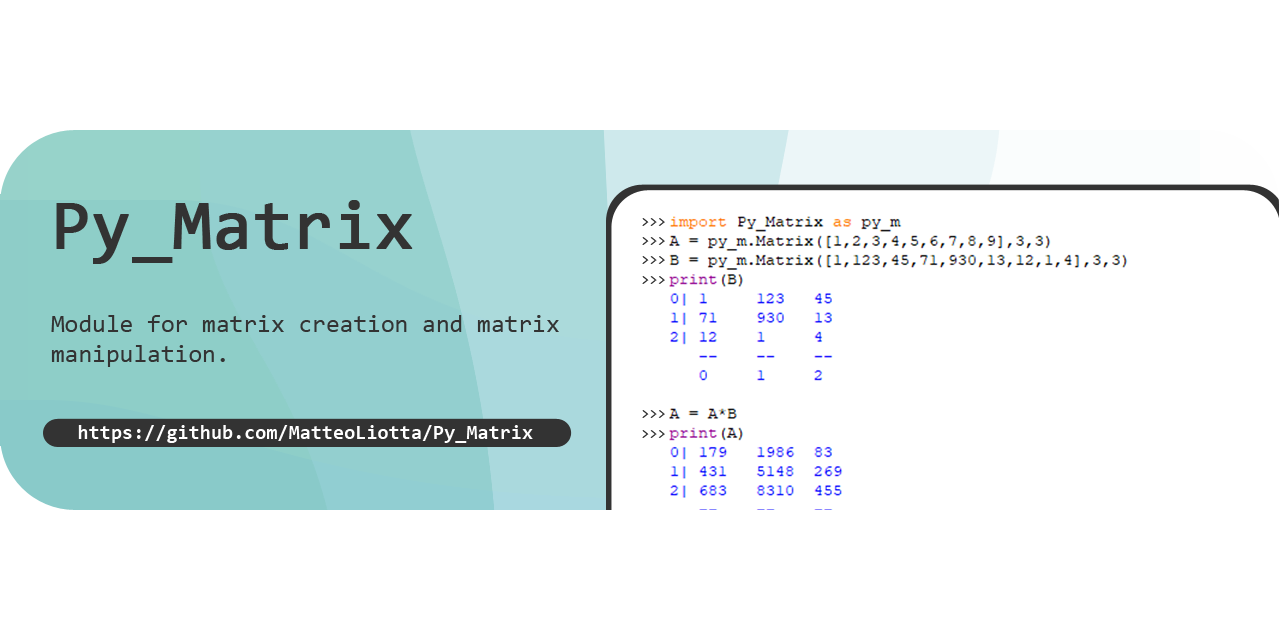 Py_Matrix
Module for matrix creation and matrix
manipulation.
https://github.com/MatteoLiotta/Py_Matrix
>>> import Py_Matrix as py_m
>>> A = py_m.Matrix([1,2,3,4,5,6,7,8,9],3,3)
>>> B = py_m.Matrix([1,123,45,71,930,13,12,1,4],3,3)
>>> print(B)
0| 1 123 45
1| 71 930 13
2| 12 1 4
-- -- --
0 1 2
>>> A = A*B
>>> print(A)
0| 179 1986 83
1| 431 5148 269
2| 683 8310 455
-- -- --